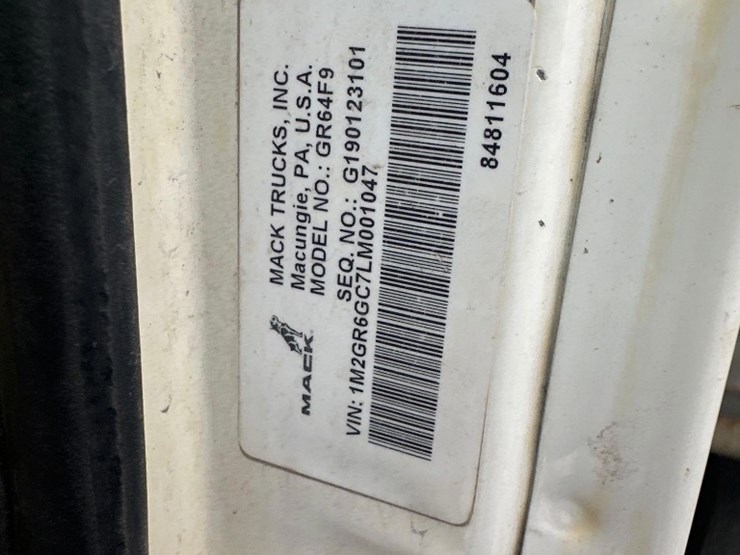 MACK
MACK TRUCKS, INC.
Macungie, PA, U.S.A.
MODEL NO.: GR64F9
SEQ. NO.: G190123101
VIN: 1M2GR6GC7LM001047
84811604